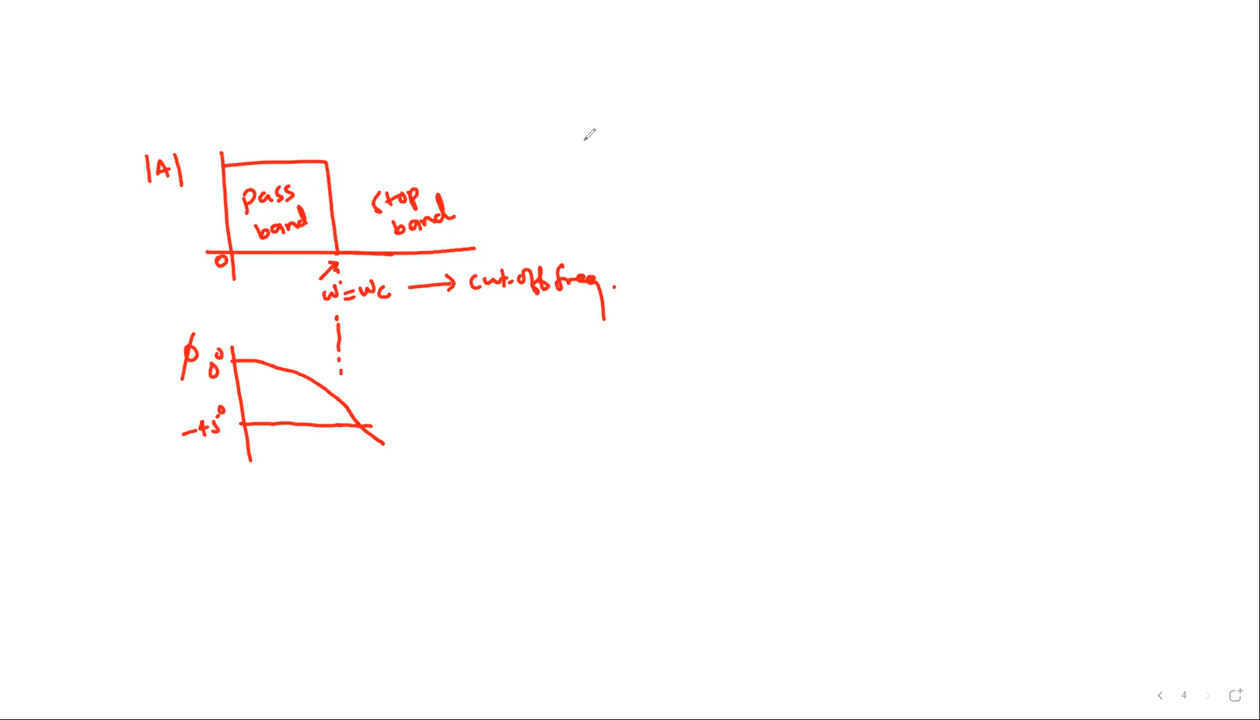 |A|
pass
band
stop
band
0
ω=ωc → cut-off freq.
φ
0°
-45°
4